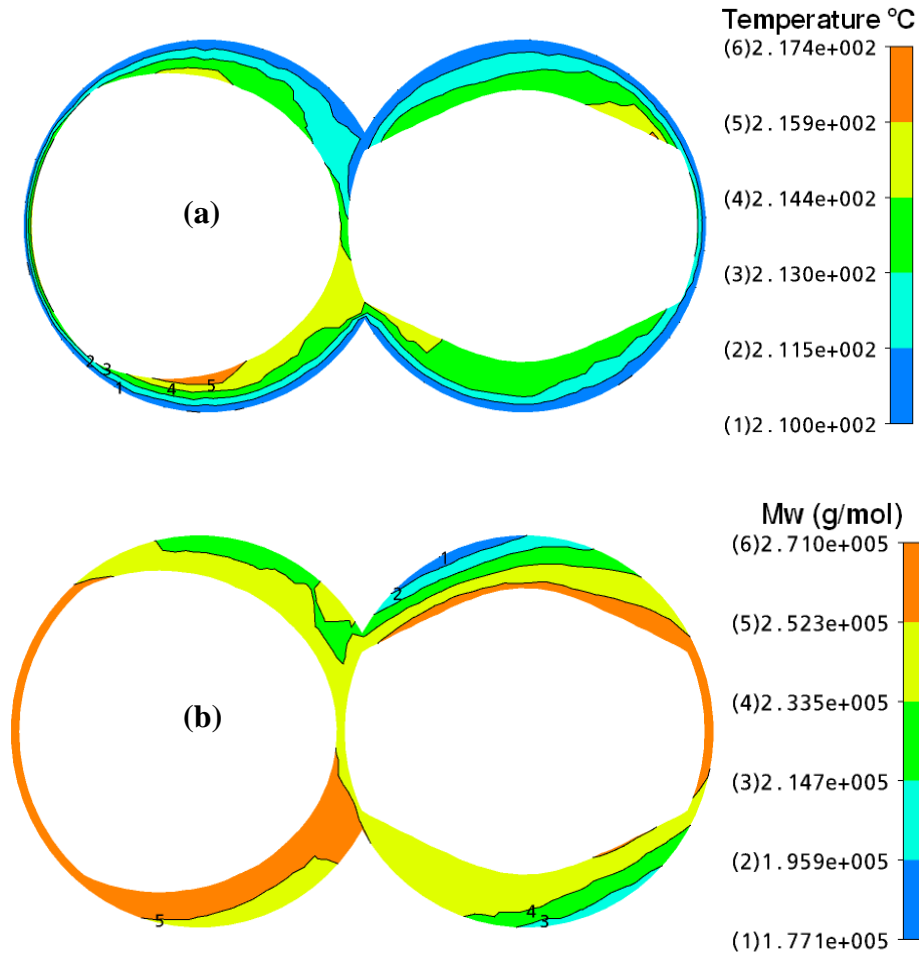 Temperature °C
(6)2.174e+002
(5)2.159e+002
(4)2.144e+002
(3)2.130e+002
(2)2.115e+002
(1)2.100e+002
(a)
2
3
1
4
5
Mw (g/mol)
(6)2.710e+005
(5)2.523e+005
(4)2.335e+005
(3)2.147e+005
(2)1.959e+005
(1)1.771e+005
1
2
(b)
5
4
3